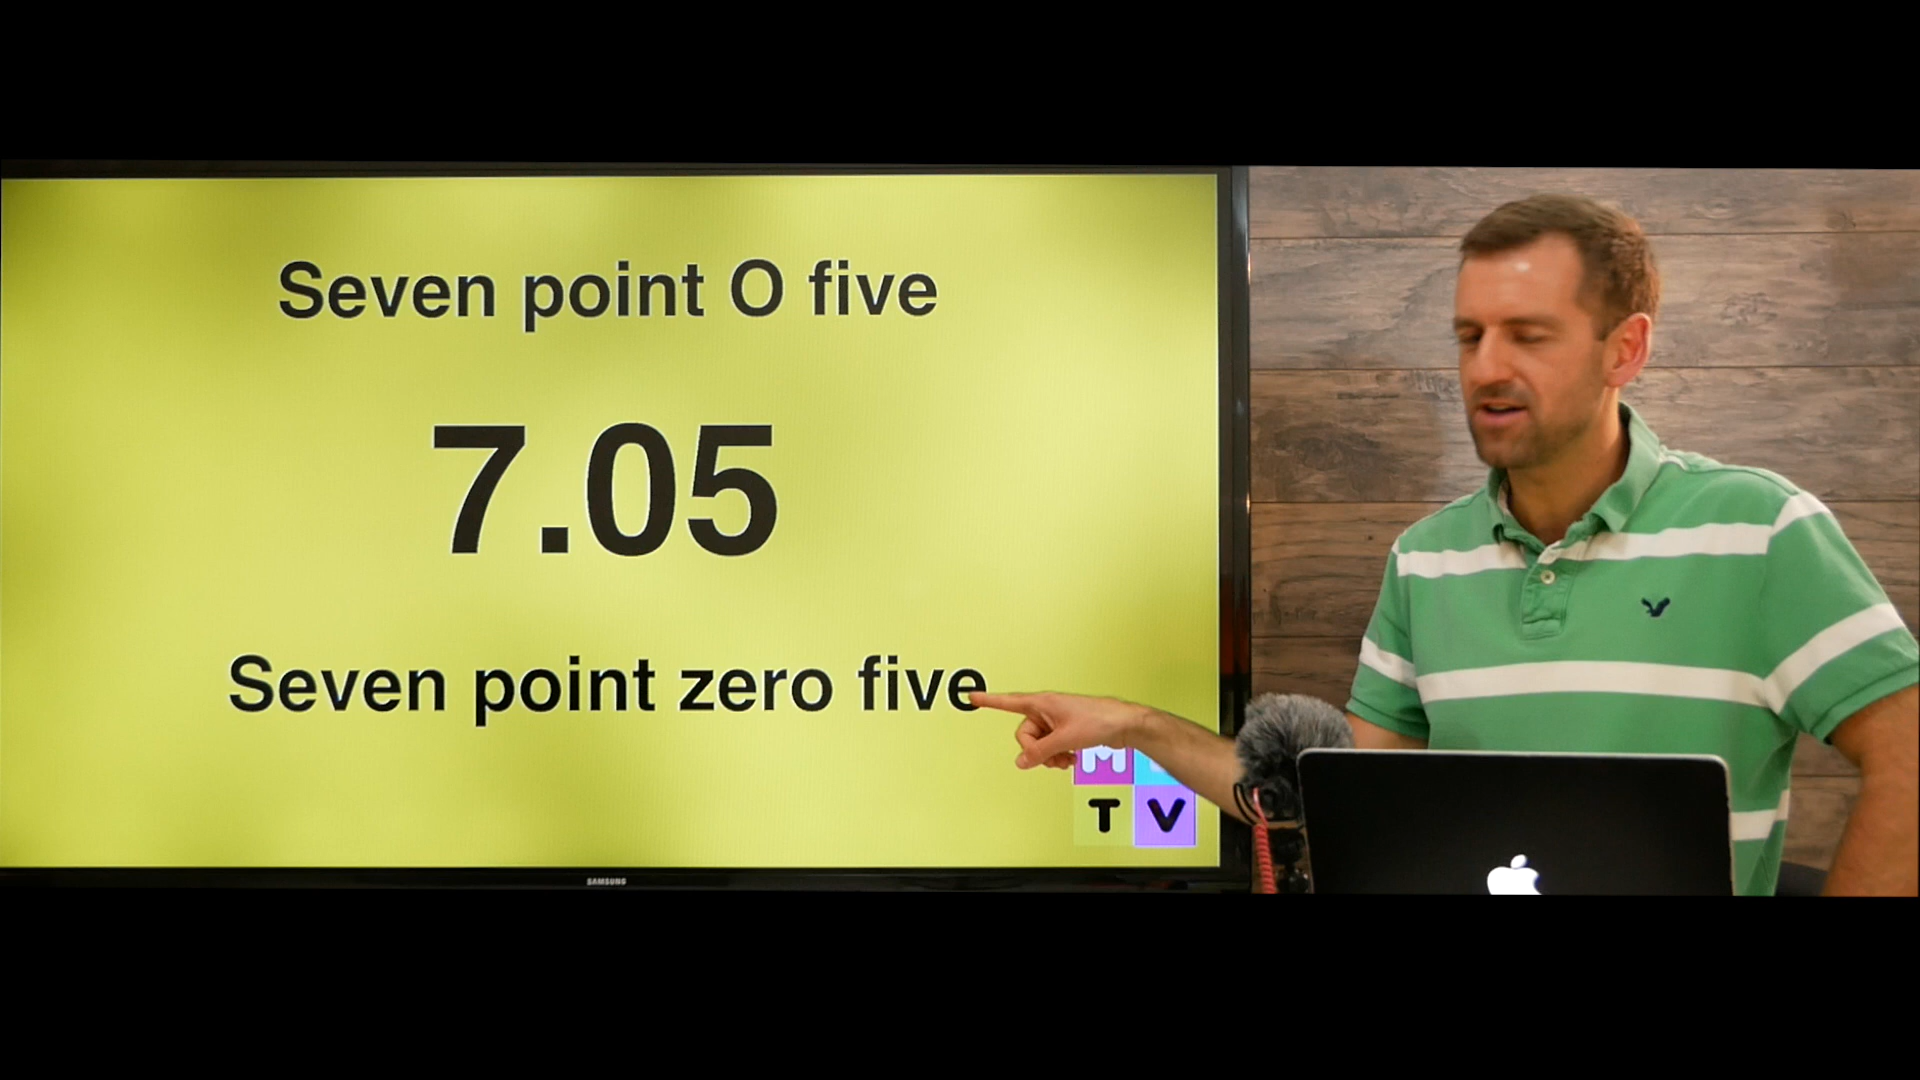 Seven point O five
7.05
Seven point zero five
M
T V
SAMSUNG